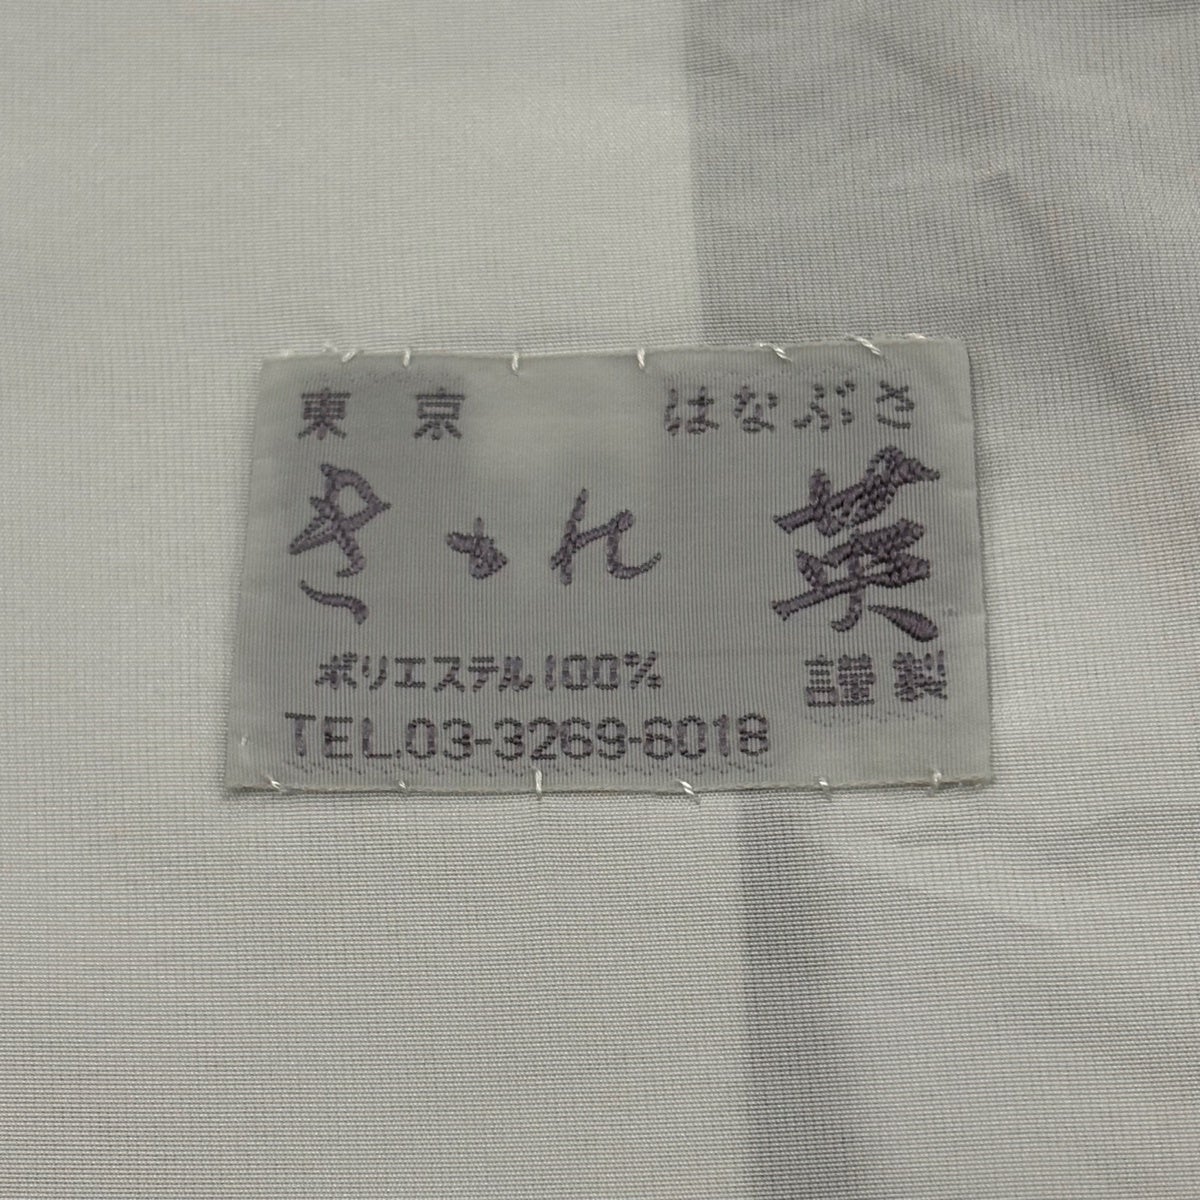 東京 はなぶさ
きもの 英
ポリエステル100% 謹製
TEL.03-3269-6018